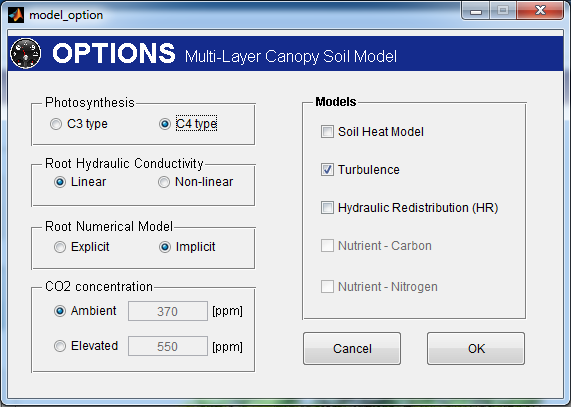 model_option
OPTIONS Multi-Layer Canopy Soil Model
Photosynthesis
C3 type C4 type
Root Hydraulic Conductivity
Linear Non-linear
Root Numerical Model
Explicit Implicit
CO2 concentration
Ambient 370 [ppm]
Elevated 550 [ppm]
Models
Soil Heat Model
Turbulence
Hydraulic Redistribution (HR)
Nutrient - Carbon
Nutrient - Nitrogen
Cancel OK